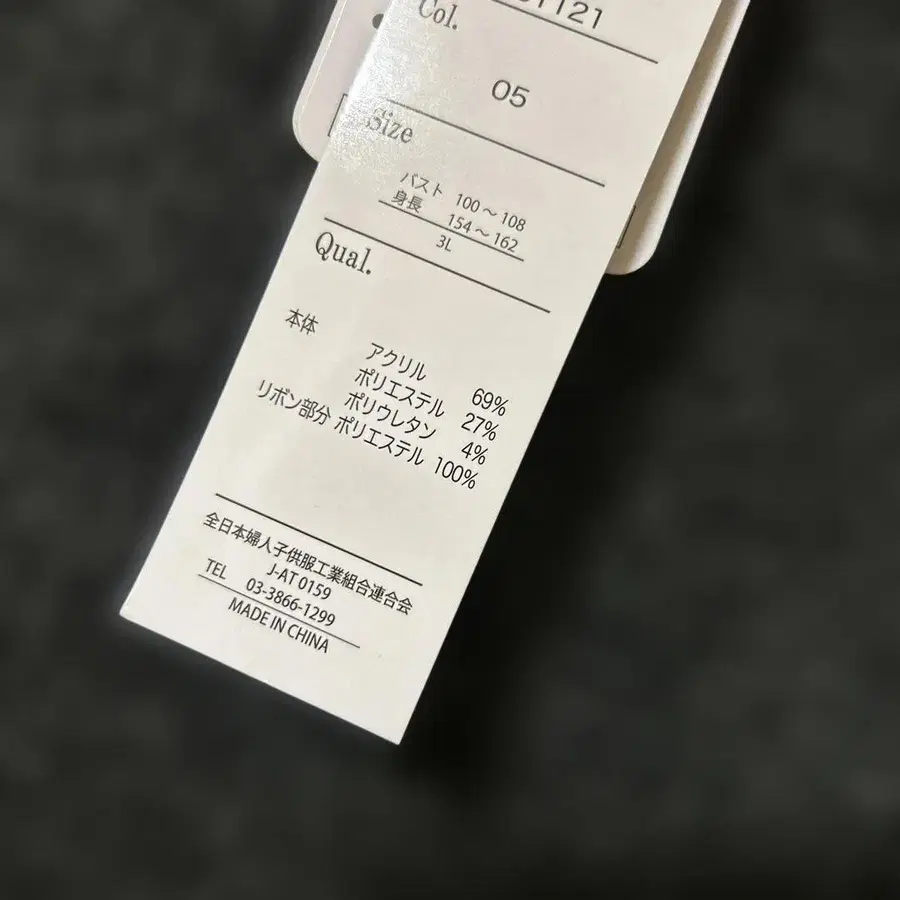 Col.
05
Size
バスト 100～108
身長 154～162
3L
Qual.
本体
アクリル 69%
ポリエステル 27%
ポリウレタン 4%
リボン部分 ポリエステル 100%
全日本婦人子供服工業組合連合会
J-AT 0159
TEL 03-3866-1299
MADE IN CHINA